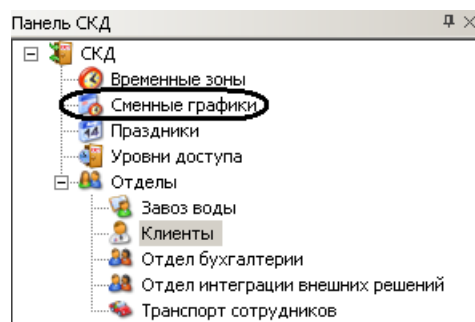 Панель СКД
СКД
Временные зоны
Сменные графики
Праздники
Уровни доступа
Отделы
Завоз воды
Клиенты
Отдел бухгалтерии
Отдел интеграции внешних решений
Транспорт сотрудников